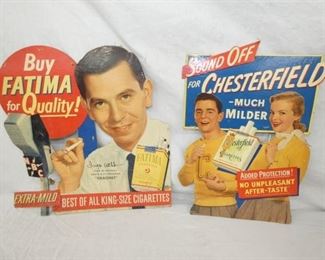 Buy
FATIMA
for Quality!
NBC
FATIMA
EXTRA-MILD
BEST OF ALL KING-SIZE CIGARETTES
SOUND OFF
FOR CHESTERFIELD
-MUCH
MILDER
Chesterfield
ADDED PROTECTION!
NO UNPLEASANT
AFTER-TASTE